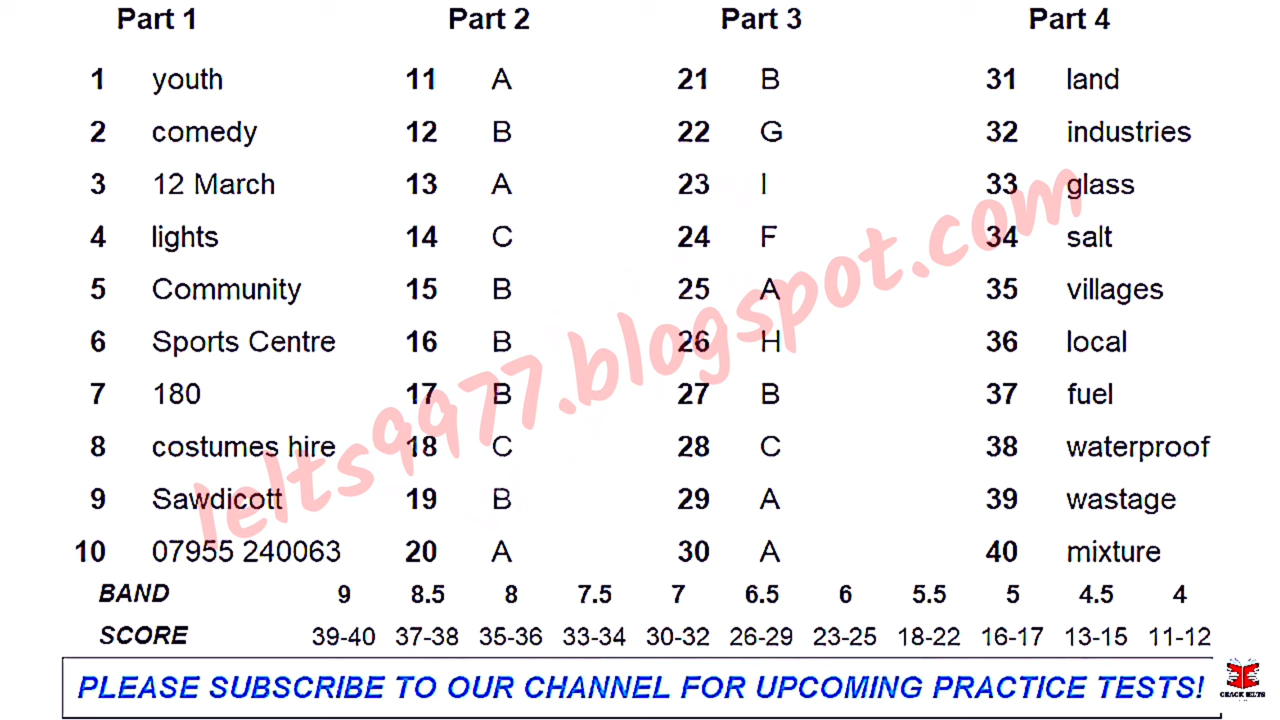 Part 1 Part 2 Part 3 Part 4
1 youth 11 A 21 B 31 land
2 comedy 12 B 22 G 32 industries
3 12 March 13 A 23 I 33 glass
4 lights 14 C 24 F 34 salt
5 Community 15 B 25 A 35 villages
6 Sports Centre 16 B 26 H 36 local
7 180 17 B 27 B 37 fuel
8 costumes hire 18 C 28 C 38 waterproof
9 Sawdicott 19 B 29 A 39 wastage
10 07955 240063 20 A 30 A 40 mixture
BAND 9 8.5 8 7.5 7 6.5 6 5.5 5 4.5 4
SCORE 39-40 37-38 35-36 33-34 30-32 26-29 23-25 18-22 16-17 13-15 11-12
PLEASE SUBSCRIBE TO OUR CHANNEL FOR UPCOMING PRACTICE TESTS!
CRACK IELTS
Ielts9977.blogspot.com